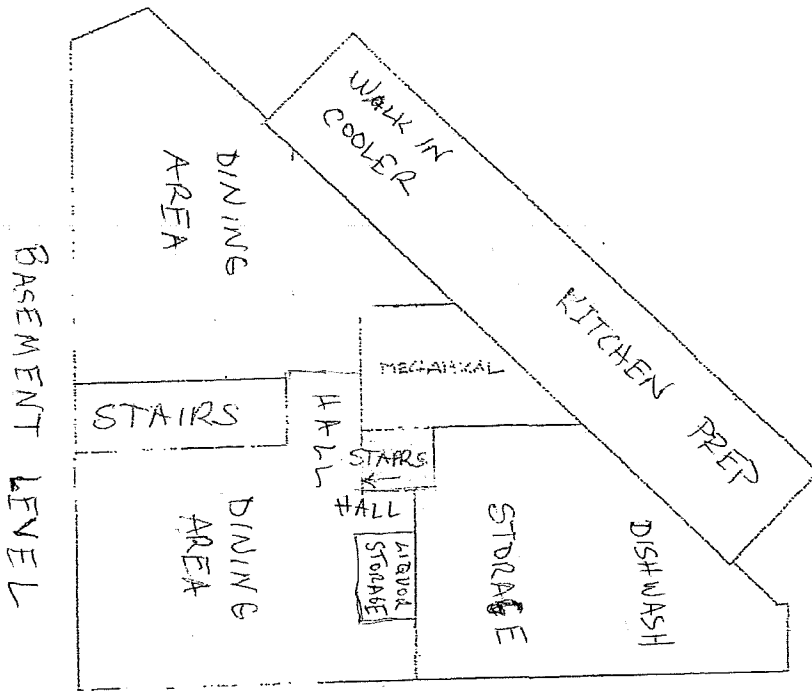 WALK IN
COOLER
DINING
AREA
KITCHEN PREP
BASEMENT LEVEL
MECHANICAL
STAIRS
HALL
STAIRS
HALL
DINING
AREA
LIQUOR
STORAGE
STORAGE
DISHWASH